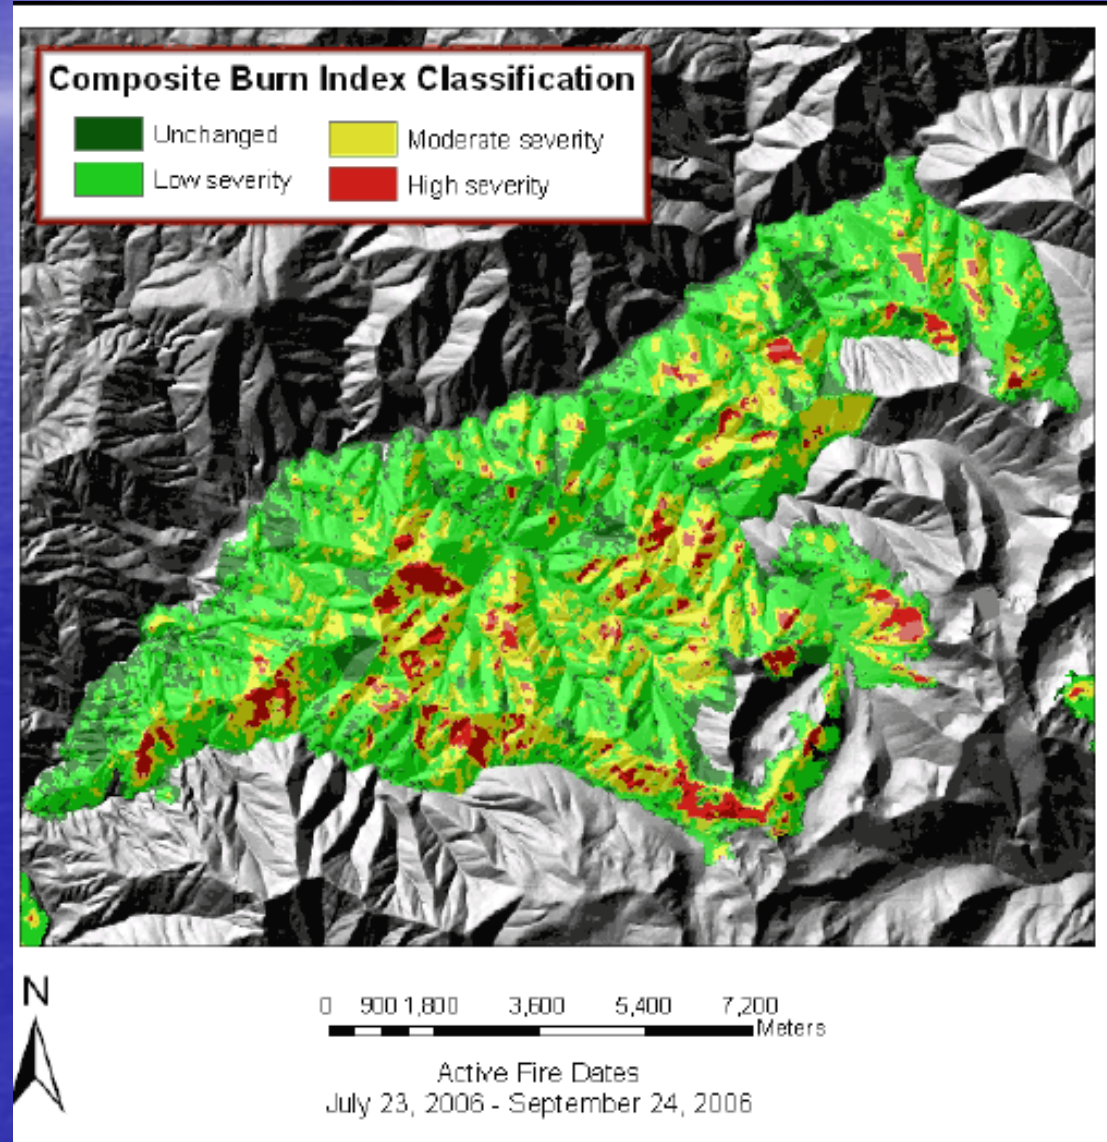 Composite Burn Index Classification
Unchanged
Moderate severity
Low severity
High severity
N
0 900 1,800 3,600 5,400 7,200
Meters
Active Fire Dates
July 23, 2006 - September 24, 2006